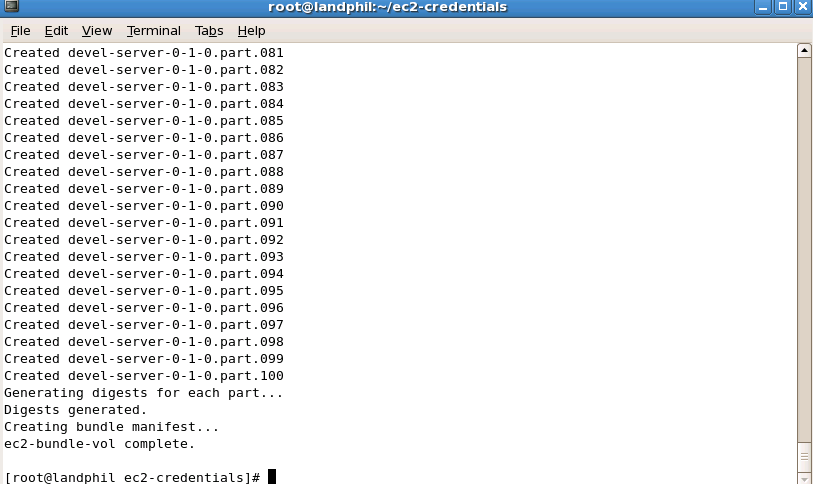 root@landphil:~/ec2-credentials
File Edit View Terminal Tabs Help
Created devel-server-0-1-0.part.081
Created devel-server-0-1-0.part.082
Created devel-server-0-1-0.part.083
Created devel-server-0-1-0.part.084
Created devel-server-0-1-0.part.085
Created devel-server-0-1-0.part.086
Created devel-server-0-1-0.part.087
Created devel-server-0-1-0.part.088
Created devel-server-0-1-0.part.089
Created devel-server-0-1-0.part.090
Created devel-server-0-1-0.part.091
Created devel-server-0-1-0.part.092
Created devel-server-0-1-0.part.093
Created devel-server-0-1-0.part.094
Created devel-server-0-1-0.part.095
Created devel-server-0-1-0.part.096
Created devel-server-0-1-0.part.097
Created devel-server-0-1-0.part.098
Created devel-server-0-1-0.part.099
Created devel-server-0-1-0.part.100
Generating digests for each part...
Digests generated.
Creating bundle manifest...
ec2-bundle-vol complete.
[root@landphil ec2-credentials]#